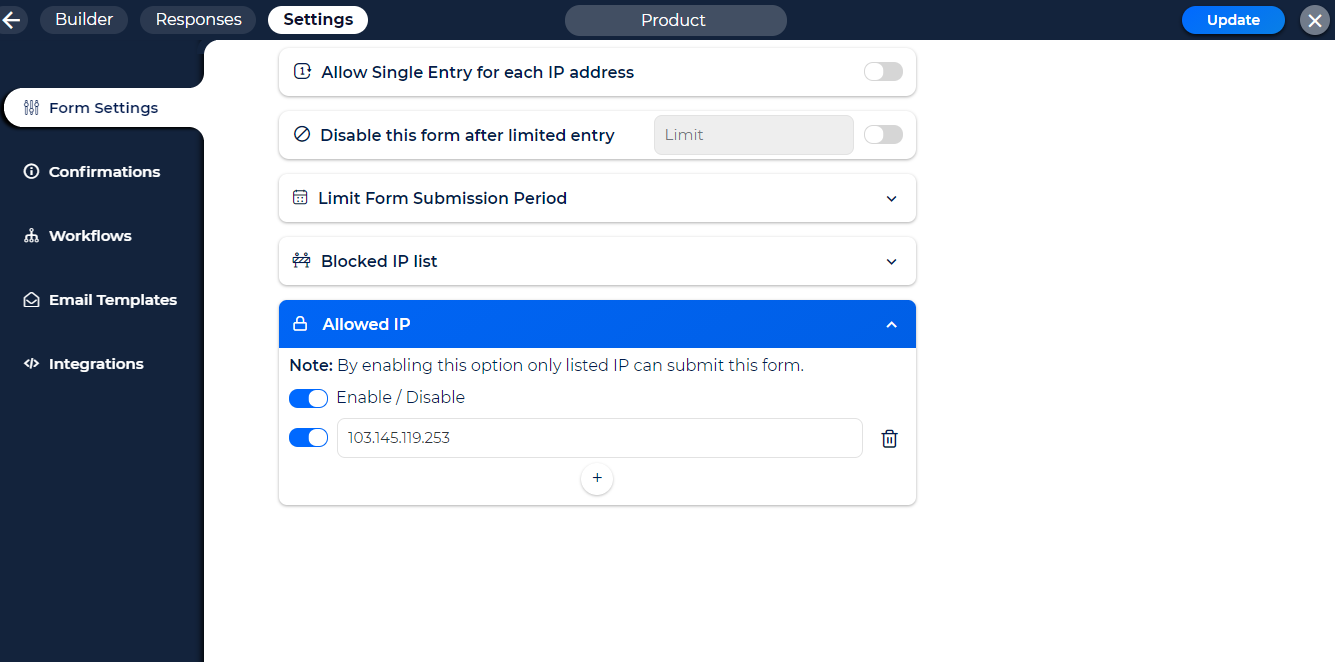 Builder
Responses
Settings
Product
Update
Form Settings
Confirmations
Workflows
Email Templates
Integrations
Allow Single Entry for each IP address
Disable this form after limited entry
Limit
Limit Form Submission Period
Blocked IP list
Allowed IP
Note: By enabling this option only listed IP can submit this form.
Enable / Disable
103.145.119.253
+